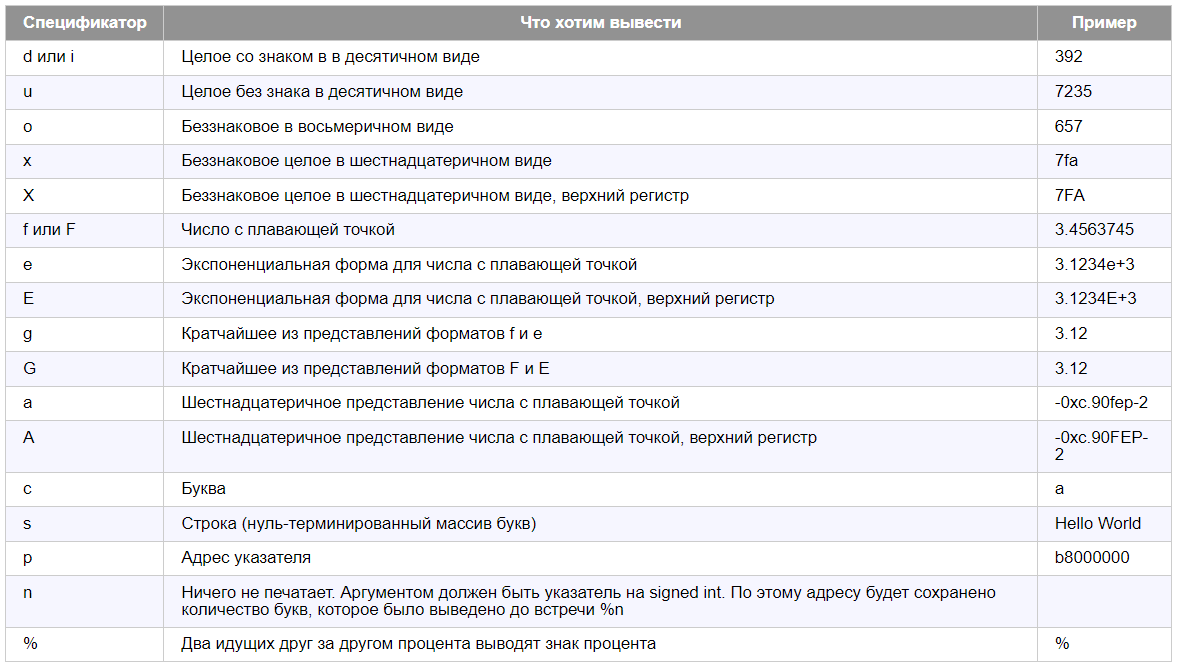 Спецификатор Что хотим вывести Пример
d или i Целое со знаком в в десятичном виде 392
u Целое без знака в десятичном виде 7235
o Беззнаковое в восьмеричном виде 657
x Беззнаковое целое в шестнадцатеричном виде 7fa
X Беззнаковое целое в шестнадцатеричном виде, верхний регистр 7FA
f или F Число с плавающей точкой 3.4563745
e Экспоненциальная форма для числа с плавающей точкой 3.1234e+3
E Экспоненциальная форма для числа с плавающей точкой, верхний регистр 3.1234E+3
g Кратчайшее из представлений форматов f и e 3.12
G Кратчайшее из представлений форматов F и E 3.12
a Шестнадцатеричное представление числа с плавающей точкой -0xc.90fep-2
A Шестнадцатеричное представление числа с плавающей точкой, верхний регистр -0xc.90FEP-
2
c Буква a
s Строка (нуль-терминированный массив букв) Hello World
p Адрес указателя b8000000
n Ничего не печатает. Аргументом должен быть указатель на signed int. По этому адресу будет сохранено
количество букв, которое было выведено до встречи %n
% Два идущих друг за другом процента выводят знак процента %